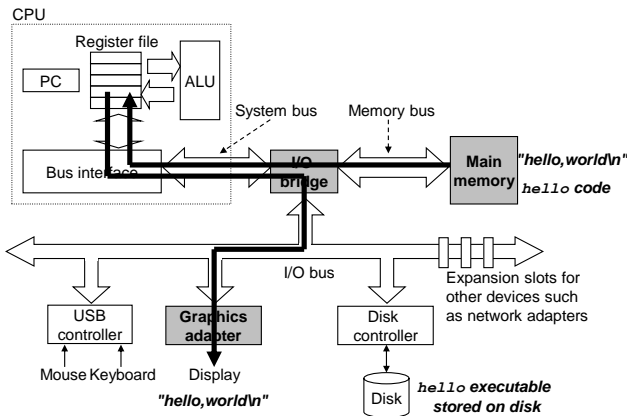 CPU
Register file
PC
ALU
System bus
Memory bus
Bus interface
I/O
bridge
Main
memory
"hello,world\n"
hello code
I/O bus
Expansion slots for
other devices such
as network adapters
USB
controller
Graphics
adapter
Disk
controller
Mouse Keyboard
Display
"hello,world\n"
Disk
hello executable
stored on disk